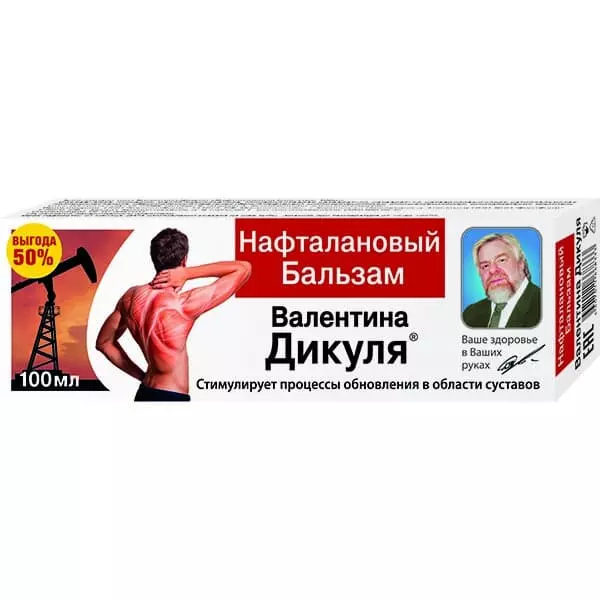 ВЫГОДА
50%
100 мл
Нафталановый
Бальзам
Валентина
Дикуля®
Стимулирует процессы обновления в области суставов
Ваше здоровье
в Ваших
руках
Нафталановый
Бальзам
Валентина Дикуля
EAC